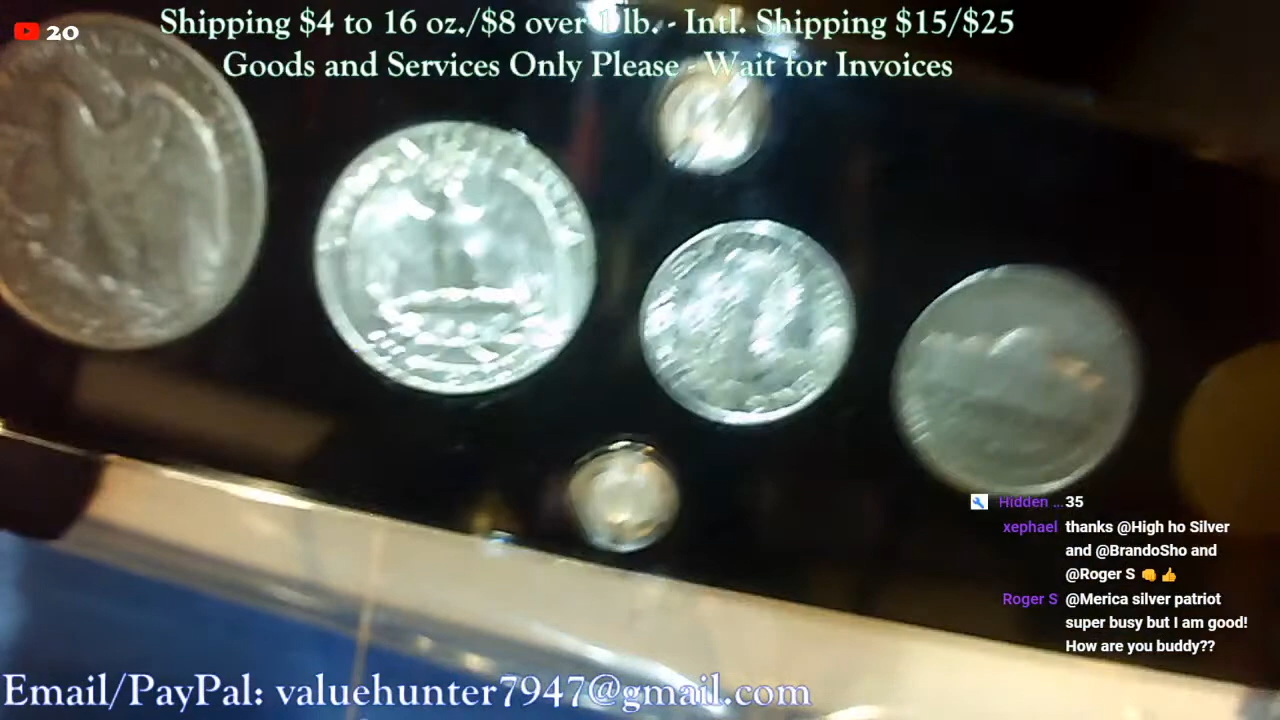 20
Shipping $4 to 16 oz./$8 over 1 lb. - Intl. Shipping $15/$25
Goods and Services Only Please - Wait for Invoices
Hidden ... 35
xephael thanks @High ho Silver
and @BrandoSho and
@Roger S 👊👍
Roger S @Merica silver patriot
super busy but I am good!
How are you buddy??
Email/PayPal: valuehunter7947@gmail.com